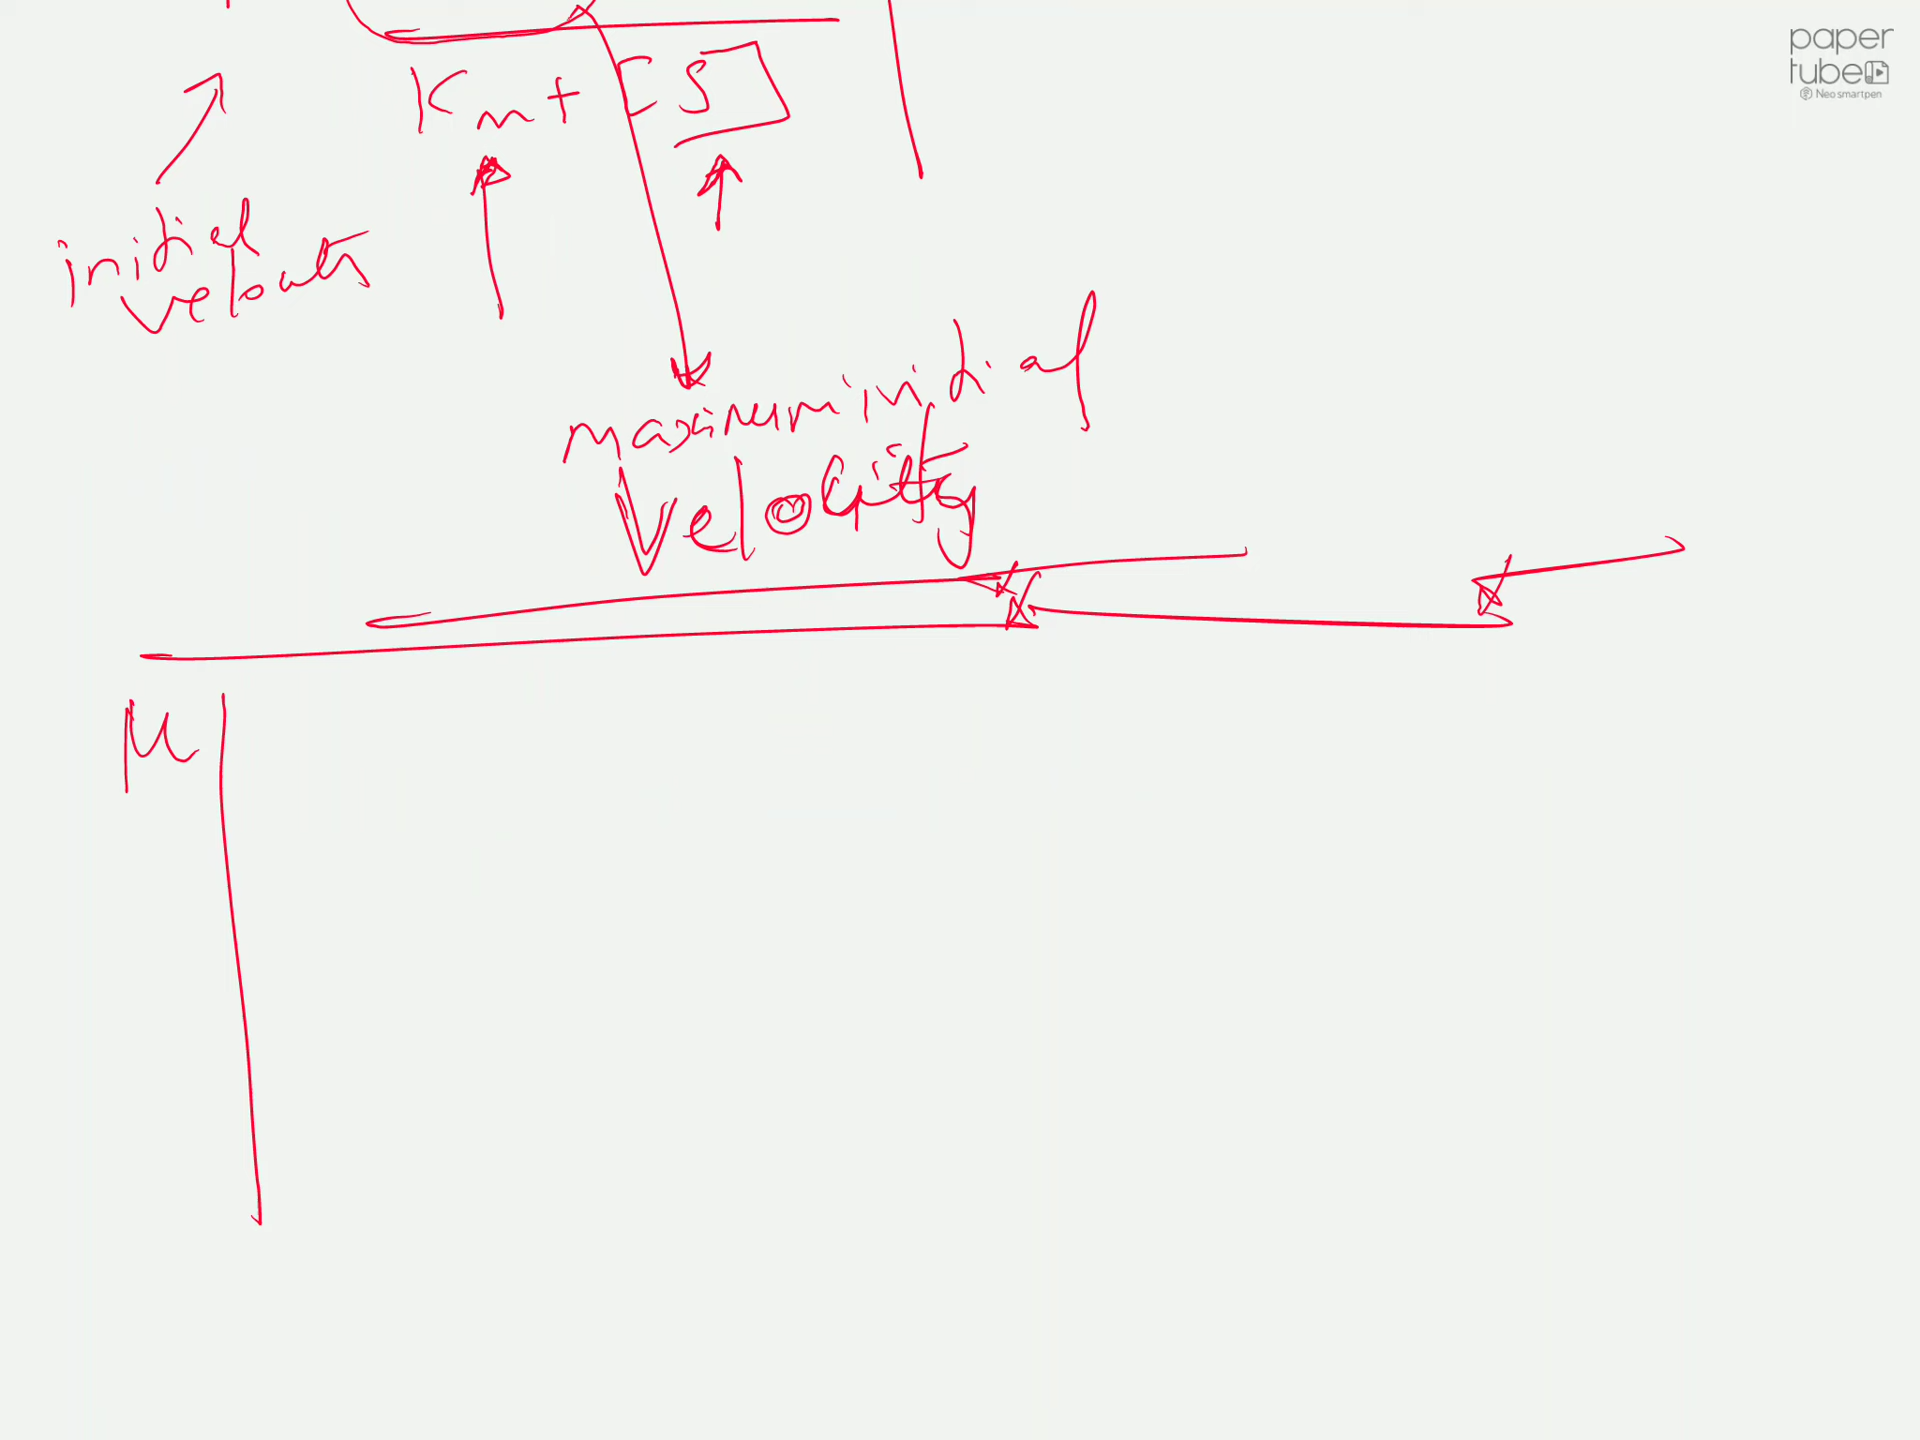 paper
tube
Neo smartpen
Km + [S]
initial
velocity
maximum initial
Velocity
μ